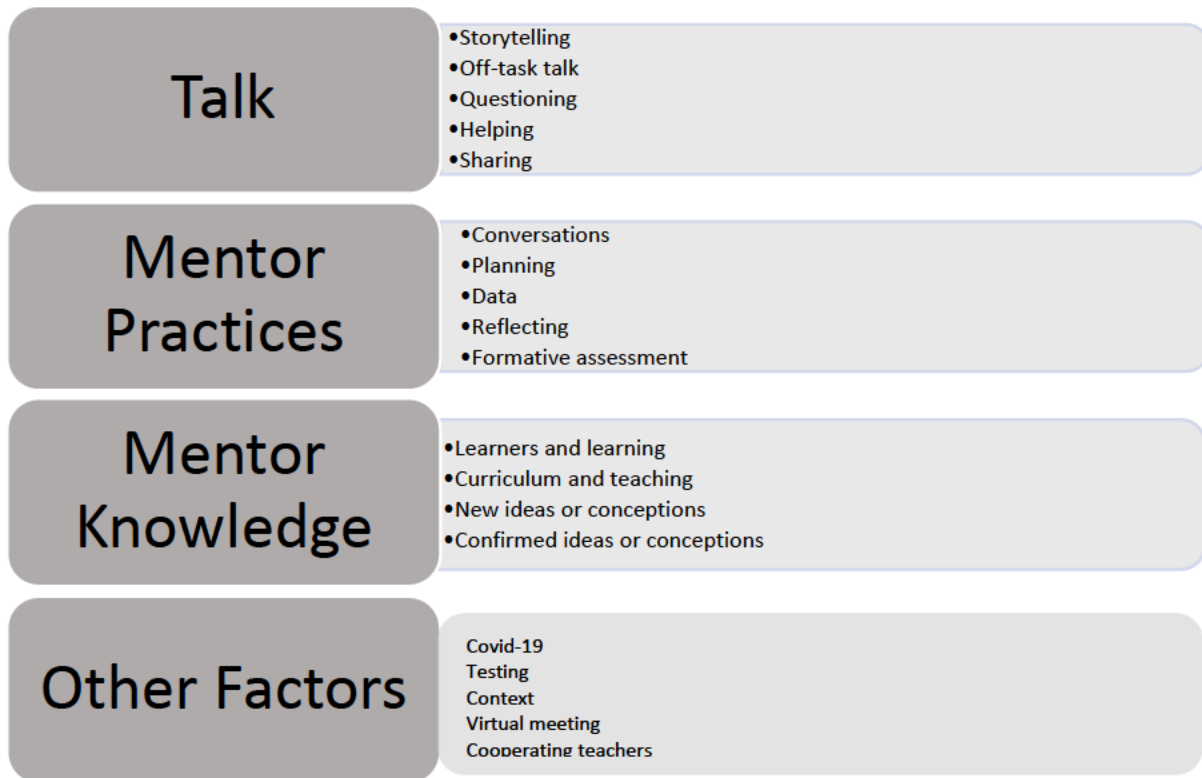 Talk
•Storytelling
•Off-task talk
•Questioning
•Helping
•Sharing
Mentor
Practices
•Conversations
•Planning
•Data
•Reflecting
•Formative assessment
Mentor
Knowledge
•Learners and learning
•Curriculum and teaching
•New ideas or conceptions
•Confirmed ideas or conceptions
Other Factors
Covid-19
Testing
Context
Virtual meeting
Cooperating teachers